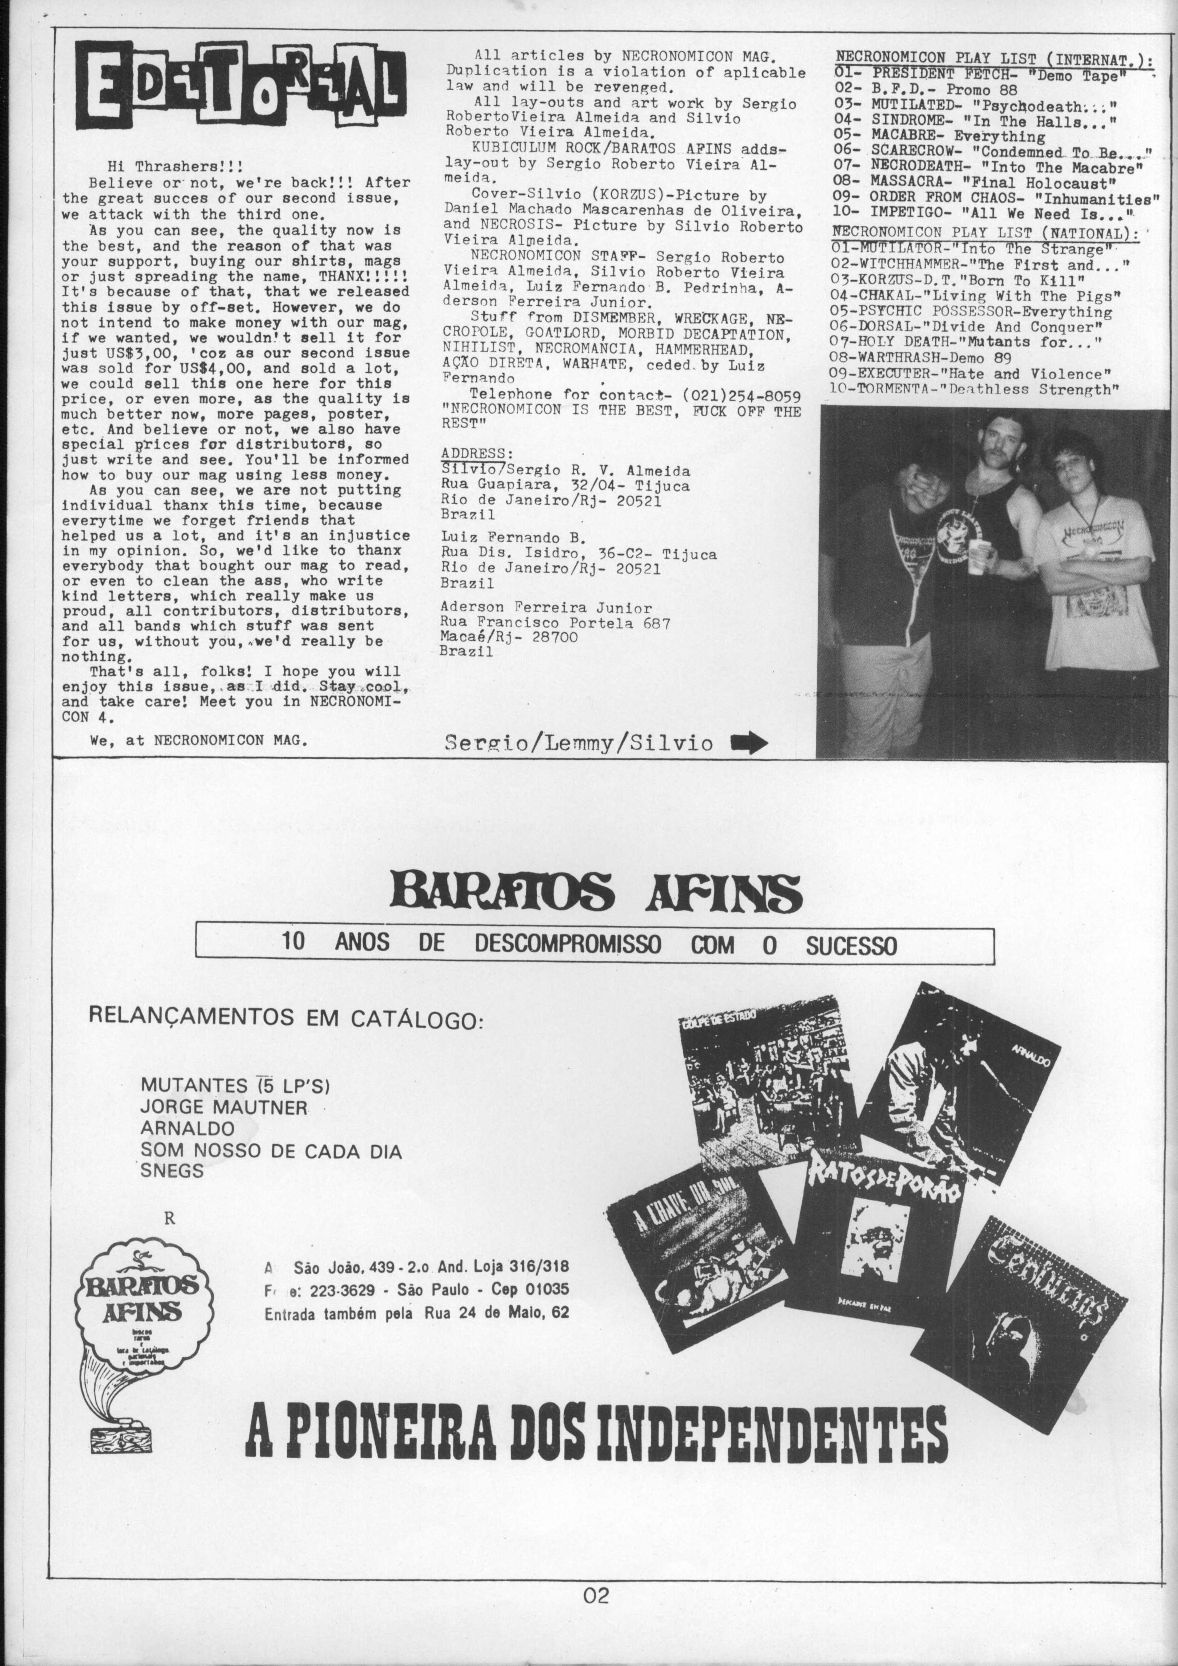 EDITORIAL
Hi Thrashers!!!
Believe or not, we're back!!! After
the great succes of our second issue,
we attack with the third one.
As you can see, the quality now is
the best, and the reason of that was
your support, buying our shirts, mags
or just spreading the name, THANX!!!!!
It's because of that, that we released
this issue by off-set. However, we do
not intend to make money with our mag,
if we wanted, we wouldn't sell it for
just US$3,00, 'coz as our second issue
was sold for US$4,00, and sold a lot,
we could sell this one here for this
price, or even more, as the quality is
much better now, more pages, poster,
etc. And believe or not, we also have
special prices for distributors, so
just write and see. You'll be informed
how to buy our mag using less money.
As you can see, we are not putting
individual thanx this time, because
everytime we forget friends that
helped us a lot, and it's an injustice
in my opinion. So, we'd like to thanx
everybody that bought our mag to read,
or even to clean the ass, who write
kind letters, which really make us
proud, all contributors, distributors,
and all bands which stuff was sent
for us, without you, we'd really be
nothing.
That's all, folks! I hope you will
enjoy this issue, as I did. Stay cool,
and take care! Meet you in NECRONOMI-
CON 4.
We, at NECRONOMICON MAG.
All articles by NECRONOMICON MAG.
Duplication is a violation of aplicable
law and will be revenged.
All lay-outs and art work by Sergio
RobertoVieira Almeida and Silvio
Roberto Vieira Almeida.
KUBICULUM ROCK/BARATOS AFINS adds-
lay-out by Sergio Roberto Vieira Al-
meida.
Cover-Silvio (KORZUS)-Picture by
Daniel Machado Mascarenhas de Oliveira,
and NECROSIS- Picture by Silvio Roberto
Vieira Almeida.
NECRONOMICON STAFF- Sergio Roberto
Vieira Almeida, Silvio Roberto Vieira
Almeida, Luiz Fernando B. Pedrinha, A-
derson Ferreira Junior.
Stuff from DISMEMBER, WRECKAGE, NE-
CROPOLE, GOATLORD, MORBID DECAPTATION,
NIHILIST, NECROMANCIA, HAMMERHEAD,
AÇÃO DIRETA, WARHATE, ceded by Luiz
Fernando
Telephone for contact- (021)254-8059
"NECRONOMICON IS THE BEST, FUCK OFF THE
REST"
ADDRESS:
Silvio/Sergio R. V. Almeida
Rua Guapiara, 32/04- Tijuca
Rio de Janeiro/Rj- 20521
Brazil
Luiz Fernando B.
Rua Dis. Isidro, 36-C2- Tijuca
Rio de Janeiro/Rj- 20521
Brazil
Aderson Ferreira Junior
Rua Francisco Portela 687
Macaé/Rj- 28700
Brazil
Sergio/Lemmy/Silvio
NECRONOMICON PLAY LIST (INTERNAT.):
01- PRESIDENT FETCH- "Demo Tape"
02- B.F.D.- Promo 88
03- MUTILATED- "Psychodeath..."
04- SINDROME- "In The Halls..."
05- MACABRE- Everything
06- SCARECROW- "Condemned To Be..."
07- NECRODEATH- "Into The Macabre"
08- MASSACRA- "Final Holocaust"
09- ORDER FROM CHAOS- "Inhumanities"
10- IMPETIGO- "All We Need Is..."
NECRONOMICON PLAY LIST (NATIONAL):
01-MUTILATOR-"Into The Strange"
02-WITCHHAMMER-"The First and..."
03-KORZUS-D.T."Born To Kill"
04-CHAKAL-"Living With The Pigs"
05-PSYCHIC POSSESSOR-Everything
06-DORSAL-"Divide And Conquer"
07-HOLY DEATH-"Mutants for..."
08-WARTHRASH-Demo 89
09-EXECUTER-"Hate and Violence"
10-TORMENTA-"Deathless Strength"
NECRONOMICON
BARATOS AFINS
10 ANOS DE DESCOMPROMISSO COM O SUCESSO
RELANÇAMENTOS EM CATÁLOGO:
MUTANTES (5 LP'S)
JORGE MAUTNER
ARNALDO
SOM NOSSO DE CADA DIA
SNEGS
GOLPE DE ESTADO
ARNALDO
A CHAVE DO SOL
RATOS DE PORÃO
DESCANSE EM PAZ
Centurias
R
BARATOS
AFINS
discos
raros
e
fora de catálogo
nacionais
e importados
A São João, 439 - 2.o And. Loja 316/318
F e: 223-3629 - São Paulo - Cep 01035
Entrada também pela Rua 24 de Maio, 62
A PIONEIRA DOS INDEPENDENTES
02